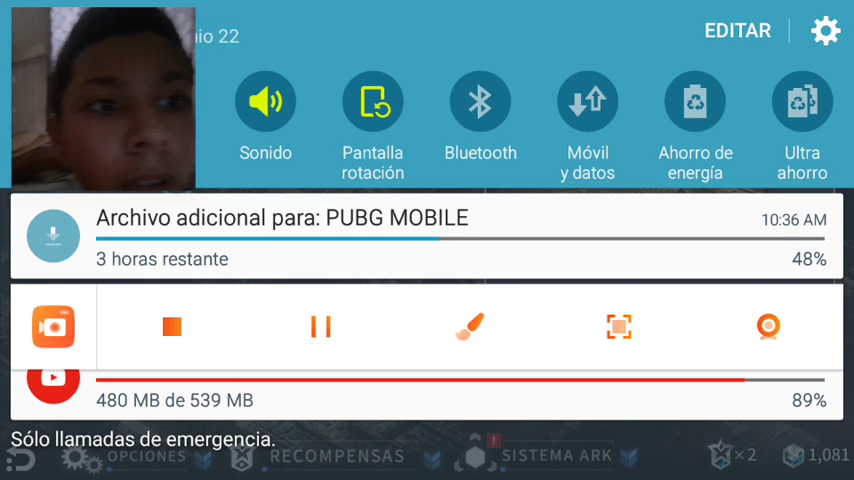 nio 22
EDITAR
Sonido
Pantalla rotación
Bluetooth
Móvil y datos
Ahorro de energía
Ultra ahorro
Archivo adicional para: PUBG MOBILE
10:36 AM
3 horas restante
48%
480 MB de 539 MB
89%
Sólo llamadas de emergencia.
OPCIONES
RECOMPENSAS
SISTEMA ARK
×2
1,081